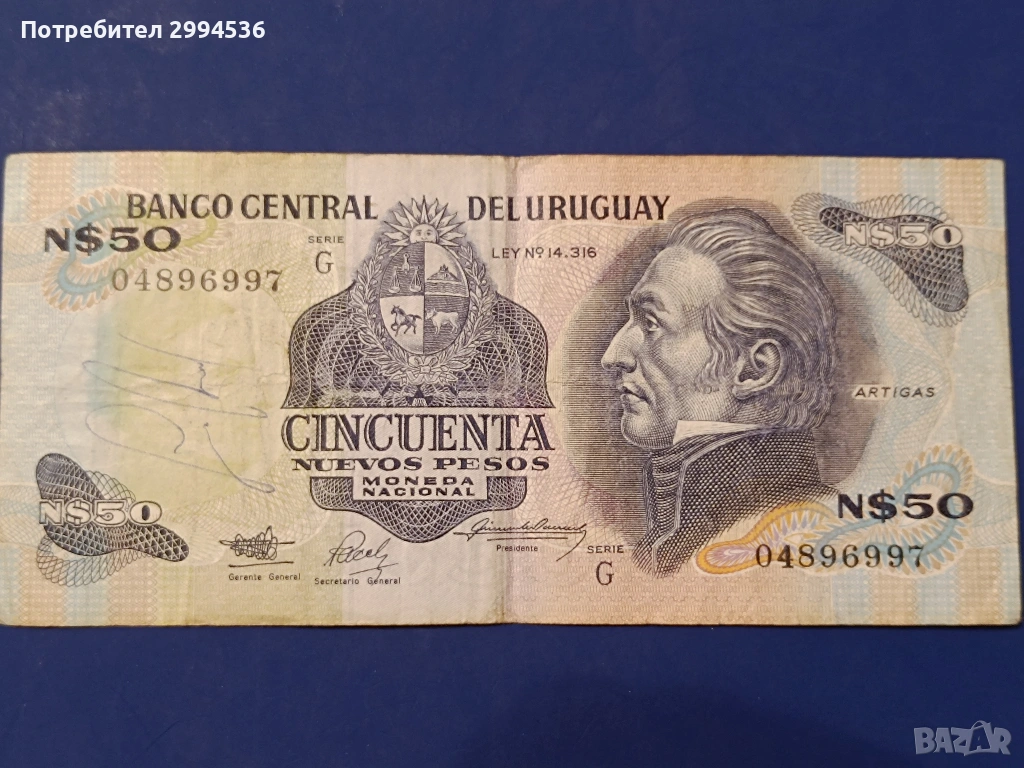 Потребител 2994536
BANCO CENTRAL DEL URUGUAY
N$50
SERIE
G
LEY Nº 14.316
N$50
04896997
ARTIGAS
CINCUENTA
NUEVOS PESOS
MONEDA
NACIONAL
N$50
N$50
Gerente General
Secretario General
Presidente
SERIE
G
04896997
BAZAR